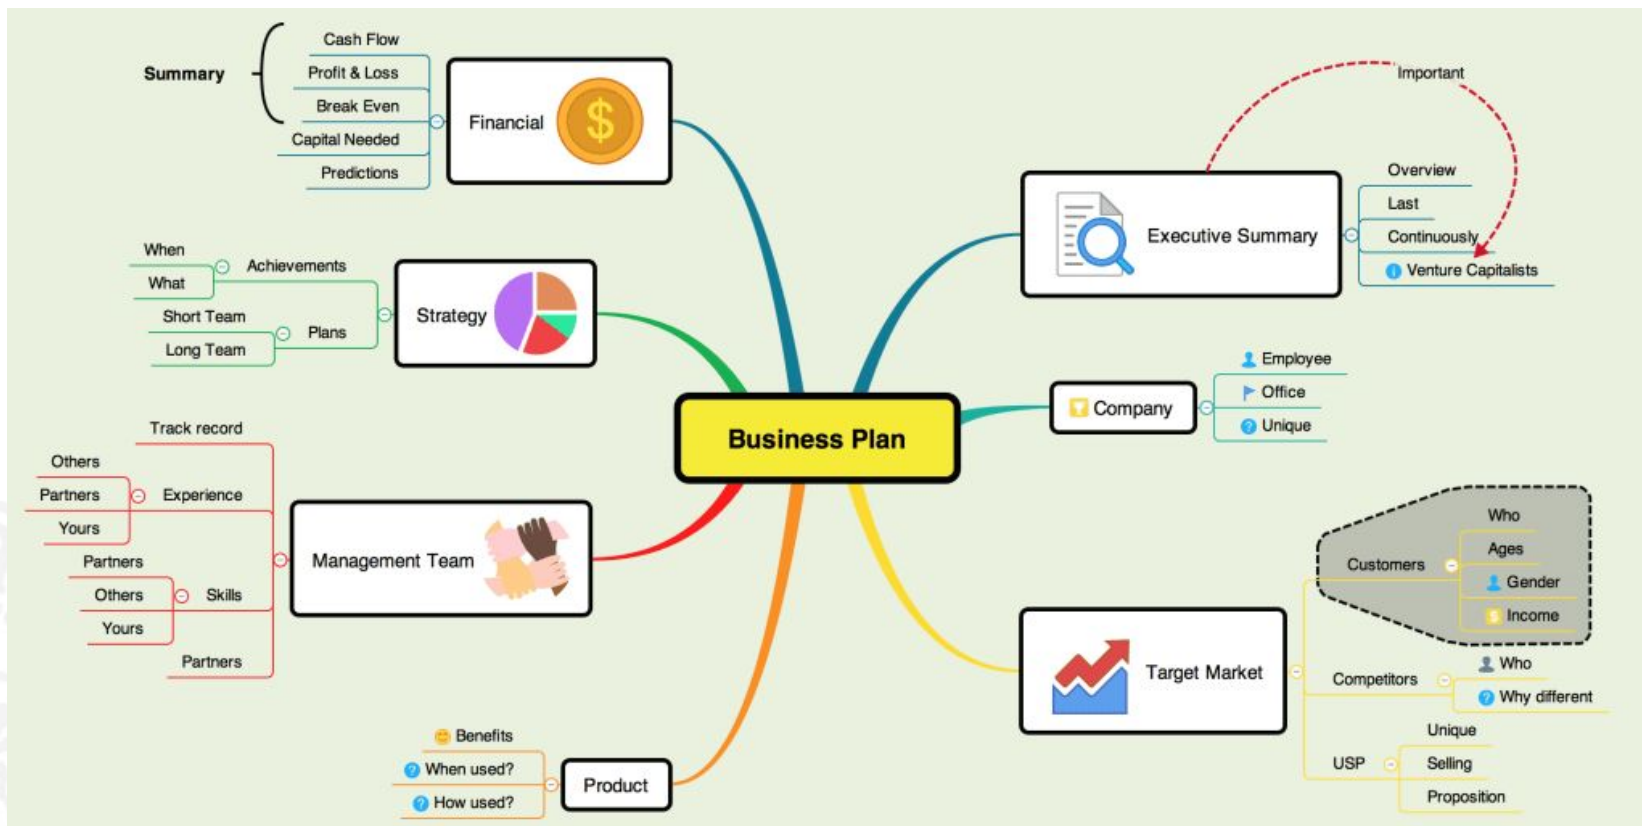 Business Plan
Summary
Cash Flow
Profit & Loss
Break Even
Capital Needed
Predictions
Financial
When
What
Achievements
Short Team
Long Team
Plans
Strategy
Track record
Others
Partners
Yours
Experience
Partners
Others
Yours
Skills
Partners
Management Team
Benefits
When used?
How used?
Product
Important
Executive Summary
Overview
Last
Continuously
Venture Capitalists
Company
Employee
Office
Unique
Target Market
Customers
Who
Ages
Gender
Income
Competitors
Who
Why different
USP
Unique
Selling
Proposition